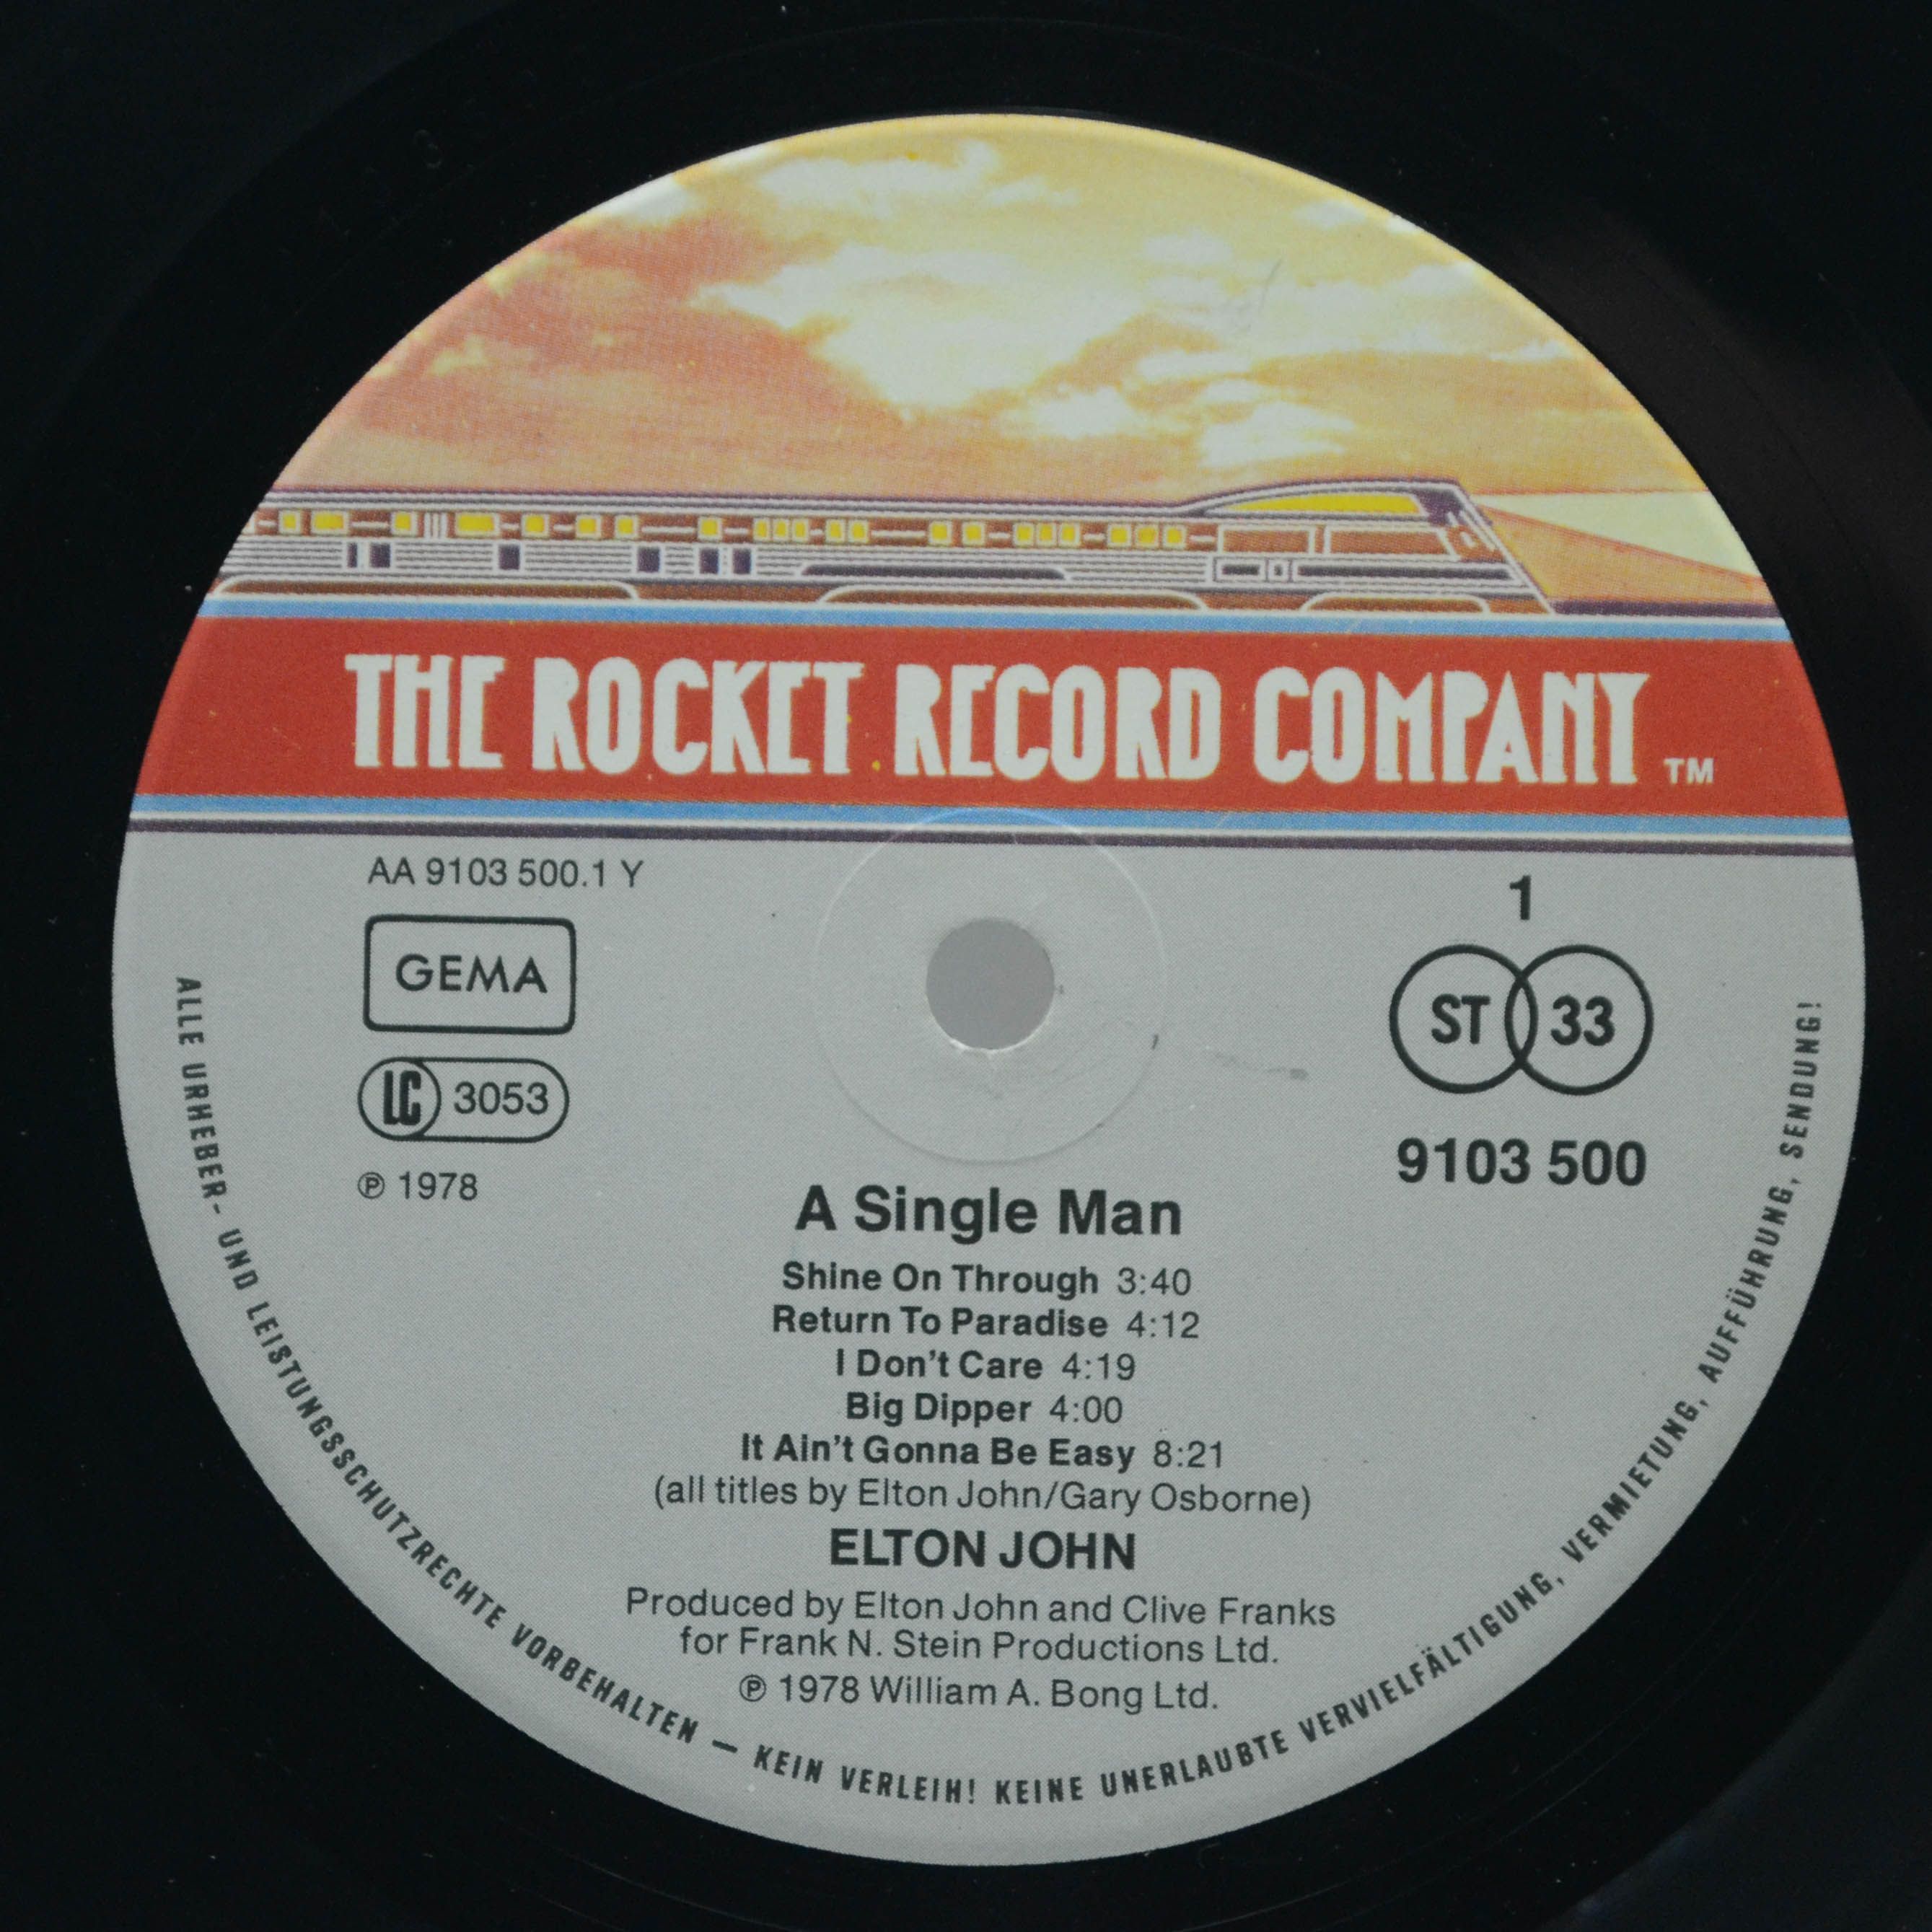 THE ROCKET RECORD COMPANY TM
AA 9103 500.1 Y
GEMA
LC 3053
℗ 1978
1
ST 33
9103 500
A Single Man
Shine On Through 3:40
Return To Paradise 4:12
I Don't Care 4:19
Big Dipper 4:00
It Ain't Gonna Be Easy 8:21
(all titles by Elton John/Gary Osborne)
ELTON JOHN
Produced by Elton John and Clive Franks
for Frank N. Stein Productions Ltd.
℗ 1978 William A. Bong Ltd.
ALLE URHEBER- UND LEISTUNGSSCHUTZRECHTE VORBEHALTEN — KEIN VERLEIH! KEINE UNERLAUBTE VERVIELFÄLTIGUNG, VERMIETUNG, AUFFÜHRUNG, SENDUNG!